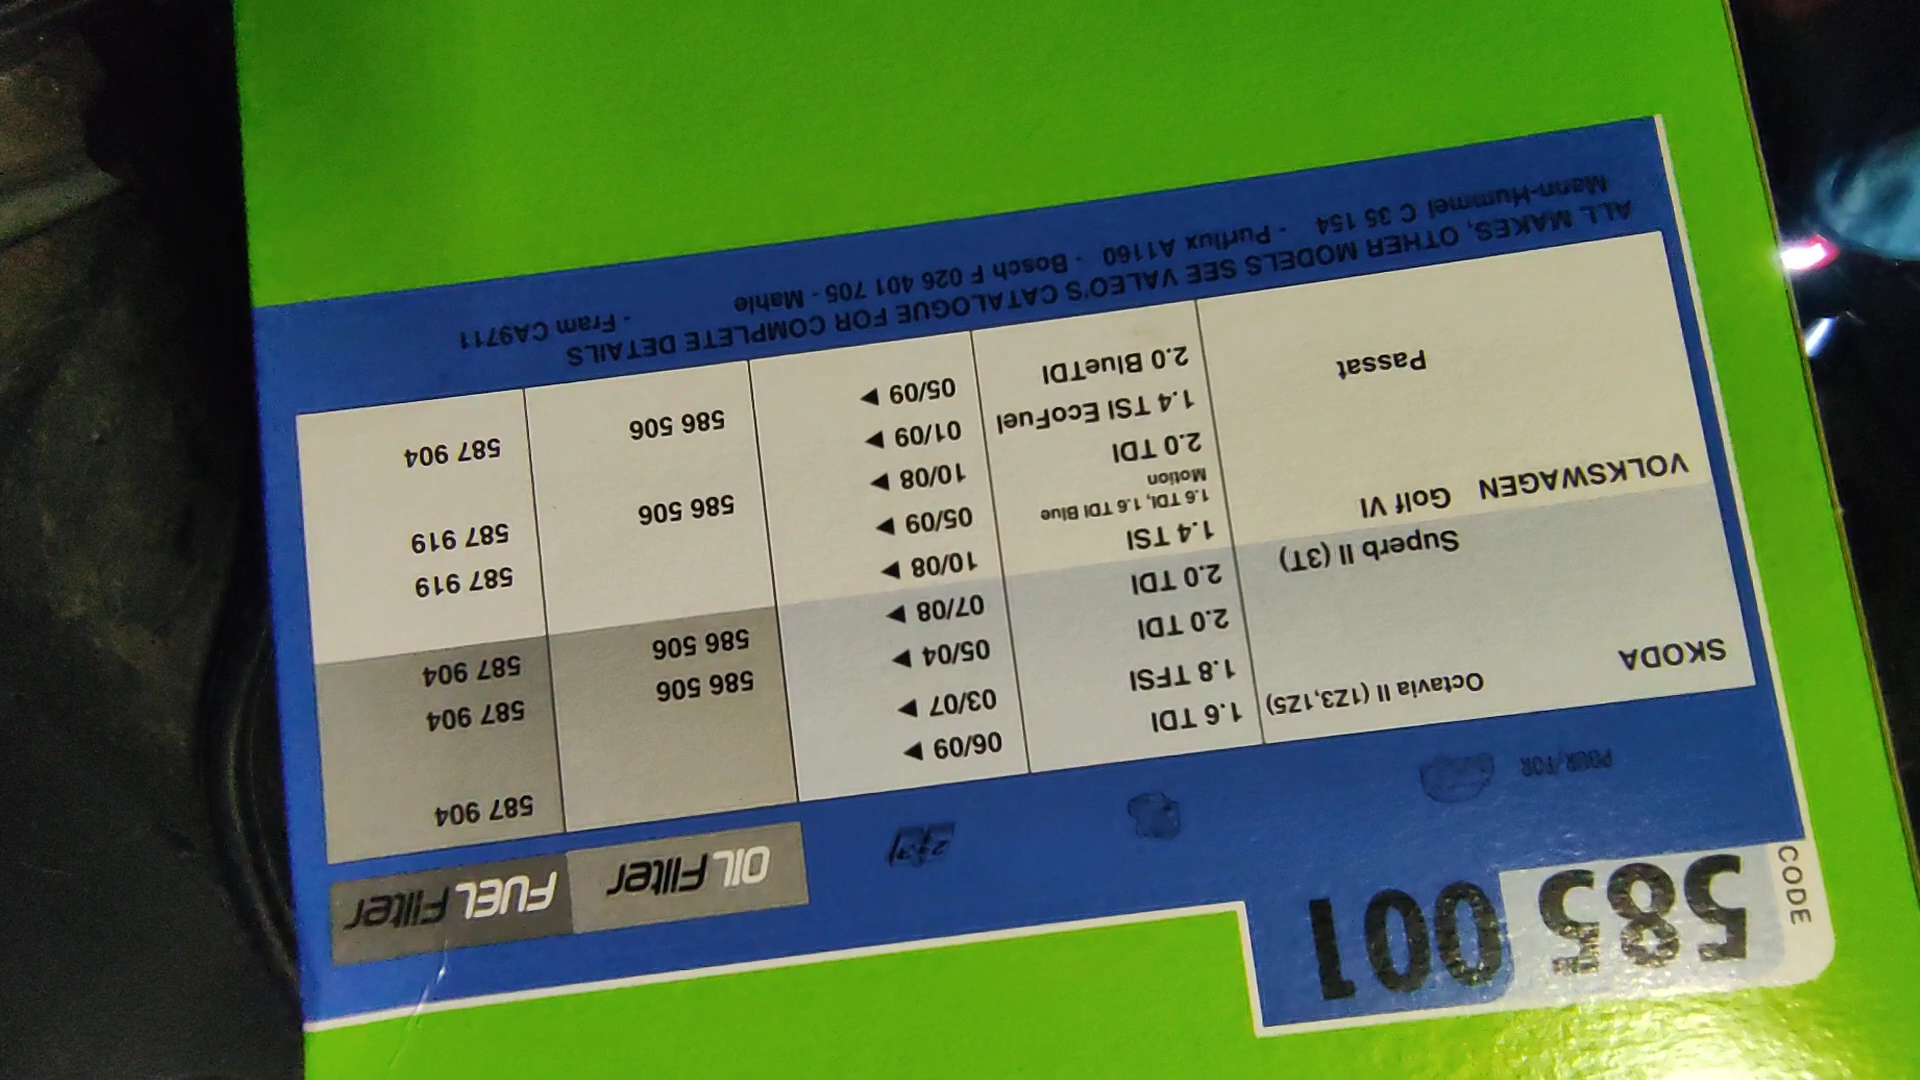 CODE
585 001
POUR/FOR
OIL Filter FUEL Filter
SKODA Octavia II (1Z3,1Z5) 1.6 TDI 06/09 ► 587 904
1.8 TFSI 03/07 ►
2.0 TDI 05/04 ► 586 506 587 904
Superb II (3T) 2.0 TDI 07/08 ► 586 506 587 904
VOLKSWAGEN Golf VI 1.4 TSI 10/08 ►
1.6 TDI, 1.6 TDI Blue Motion 05/09 ► 587 919
2.0 TDI 10/08 ► 586 506 587 919
Passat 1.4 TSI EcoFuel 01/09 ►
2.0 BlueTDI 05/09 ► 586 506 587 904
ALL MAKES, OTHER MODELS SEE VALEO'S CATALOGUE FOR COMPLETE DETAILS
Mann-Hummel C 35 154 - Purflux A1160 - Bosch F 026 401 705 - Mahle - Fram CA9711